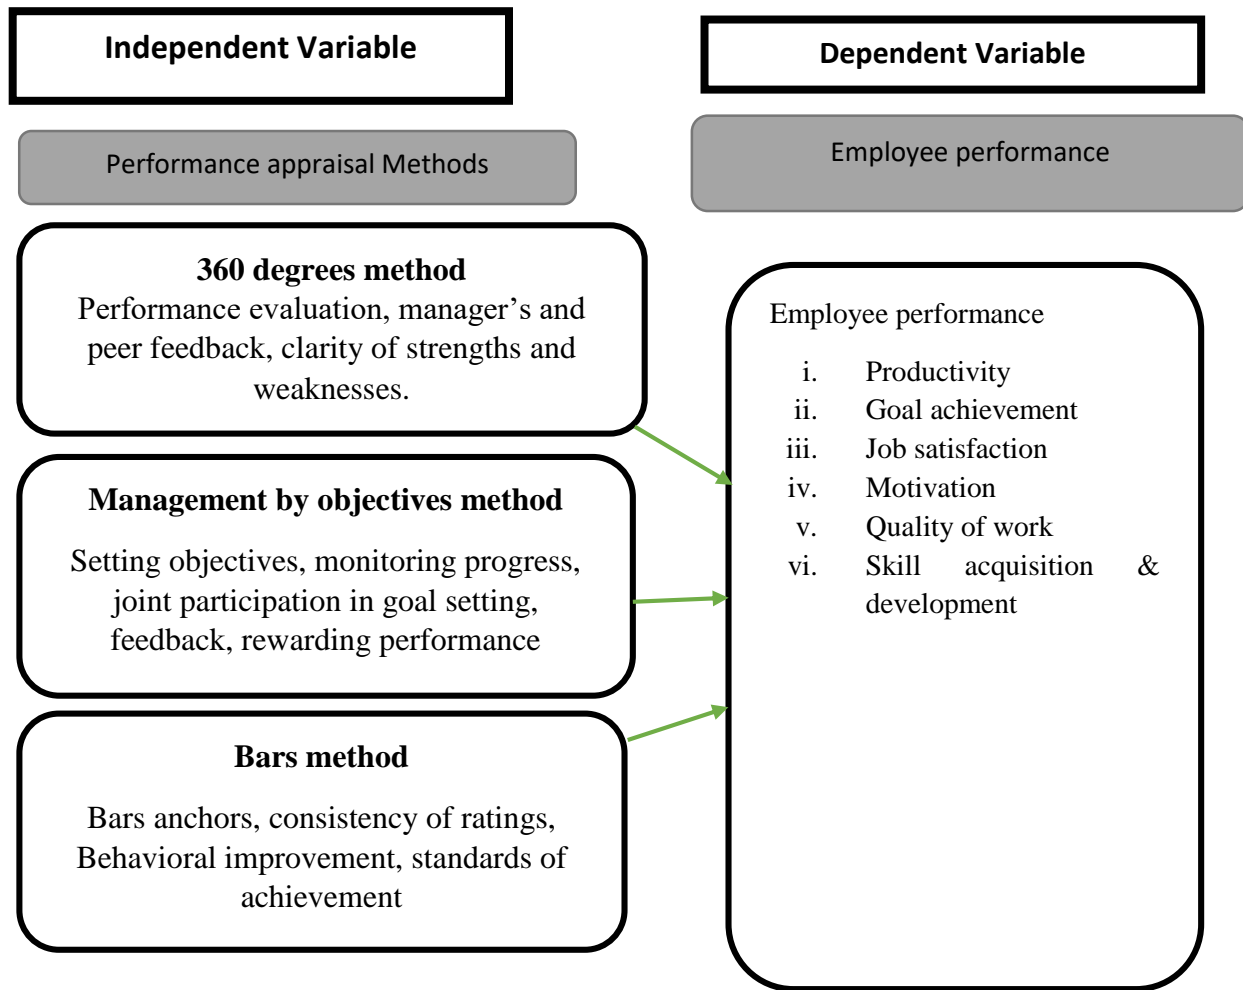 Independent Variable
Dependent Variable
Performance appraisal Methods
Employee performance
360 degrees method
Performance evaluation, manager’s and
peer feedback, clarity of strengths and
weaknesses.
Management by objectives method
Setting objectives, monitoring progress,
joint participation in goal setting,
feedback, rewarding performance
Bars method
Bars anchors, consistency of ratings,
Behavioral improvement, standards of
achievement
Employee performance
i. Productivity
ii. Goal achievement
iii. Job satisfaction
iv. Motivation
v. Quality of work
vi. Skill acquisition &
development